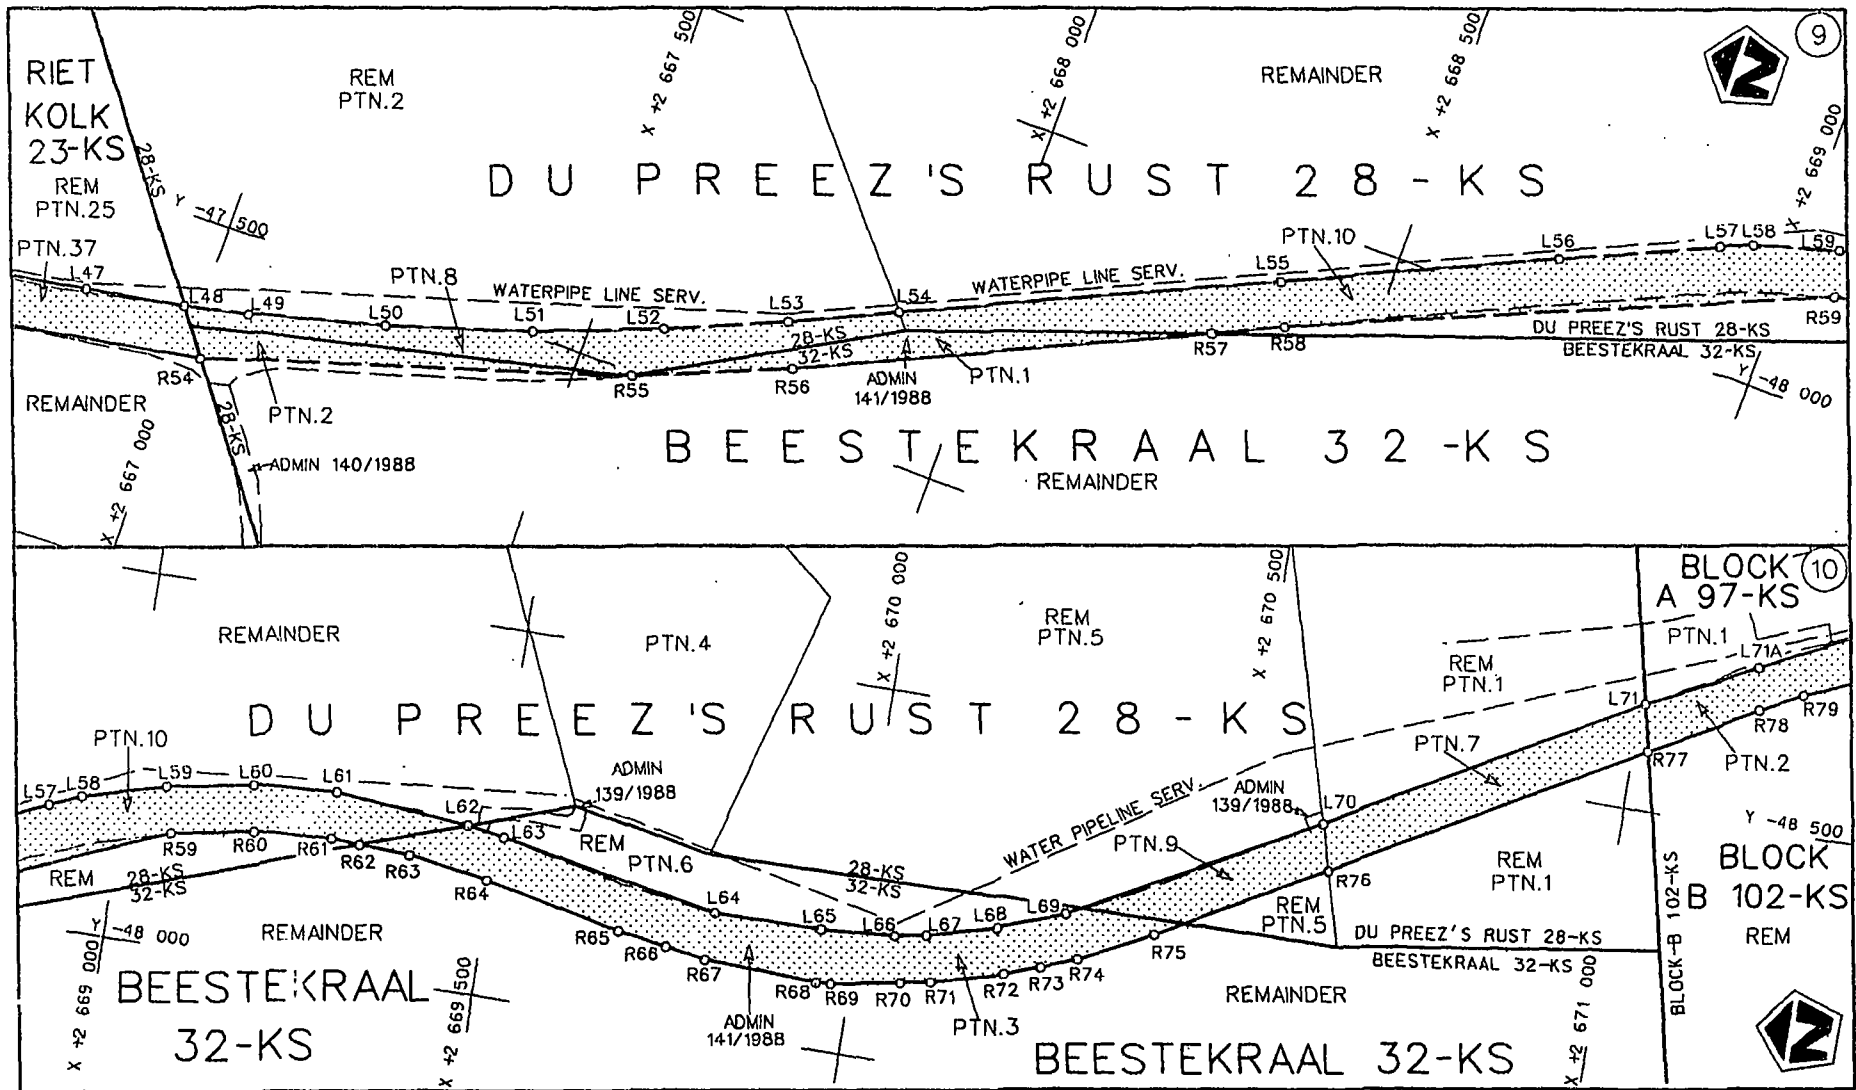 9
RIET
KOLK
23-KS
REM
PTN.25
PTN.37
REM
PTN.2
X +2 667 500
X +2 668 000
REMAINDER
X +2 668 500
X +2 669 000
28-KS
Y -47 500
DU PREEZ'S RUST 28-KS
L47
L48
L49
L50
L51
L52
L53
L54
L55
L56
L57
L58
L59
PTN.8
WATERPIPE LINE SERV.
WATERPIPE LINE SERV.
PTN.10
28-KS
32-KS
R54
R55
R56
R57
R58
R59
DU PREEZ'S RUST 28-KS
BEESTEKRAAL 32-KS
REMAINDER
28-KS
PTN.2
ADMIN
141/1988
PTN.1
Y -48 000
X +2 667 000
ADMIN 140/1988
BEESTEKRAAL 32-KS
REMAINDER
10
BLOCK
A 97-KS
PTN.1
REMAINDER
PTN.4
X +2 670 000
REM
PTN.5
X +2 670 500
REM
PTN.1
DU PREEZ'S RUST 28-KS
PTN.10
L57
L58
L59
L60
L61
L62
L63
L64
L65
L66
L67
L68
L69
L70
L71
L71A
ADMIN
139/1988
REM
PTN.6
WATER PIPELINE SERV.
ADMIN
139/1988
PTN.7
PTN.9
PTN.2
R59
R60
R61
R62
R63
R64
R65
R66
R67
R68
R69
R70
R71
R72
R73
R74
R75
R76
R77
R78
R79
REM
28-KS
32-KS
28-KS
32-KS
Y -48 000
REMAINDER
X +2 669 000
X +2 669 500
BEESTEKRAAL
32-KS
ADMIN
141/1988
PTN.3
REM
PTN.5
REM
PTN.1
DU PREEZ'S RUST 28-KS
BEESTEKRAAL 32-KS
REMAINDER
BEESTEKRAAL 32-KS
X +2 671 000
BLOCK-B 102-KS
Y -48 500
BLOCK
B 102-KS
REM